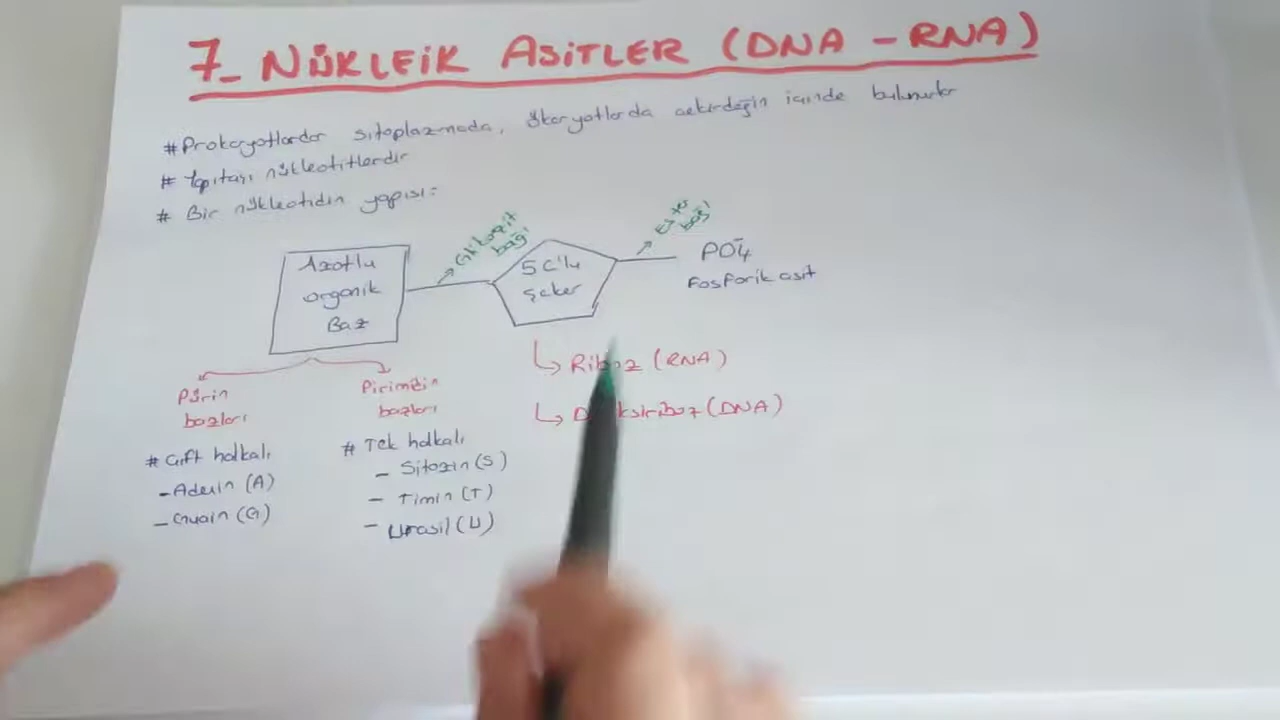 7- NÜKLEİK ASİTLER (DNA - RNA)
# Prokaryotlarda sitoplazmada, ökaryotlarda çekirdeğin içinde bulunurlar
# Yapıtaşı nükleotitlerdir
# Bir nükleotidin yapısı:
Azotlu
organik
Baz
Glikozit
bağı
5 C'lu
şeker
Ester
bağı
PO4
Fosforik asit
Pürin
bazları
# Çift halkalı
- Adenin (A)
- Guanin (G)
Pirimidin
bazları
# Tek halkalı
- Sitozin (S)
- Timin (T)
- Urasil (U)
Riboz (RNA)
(DNA)